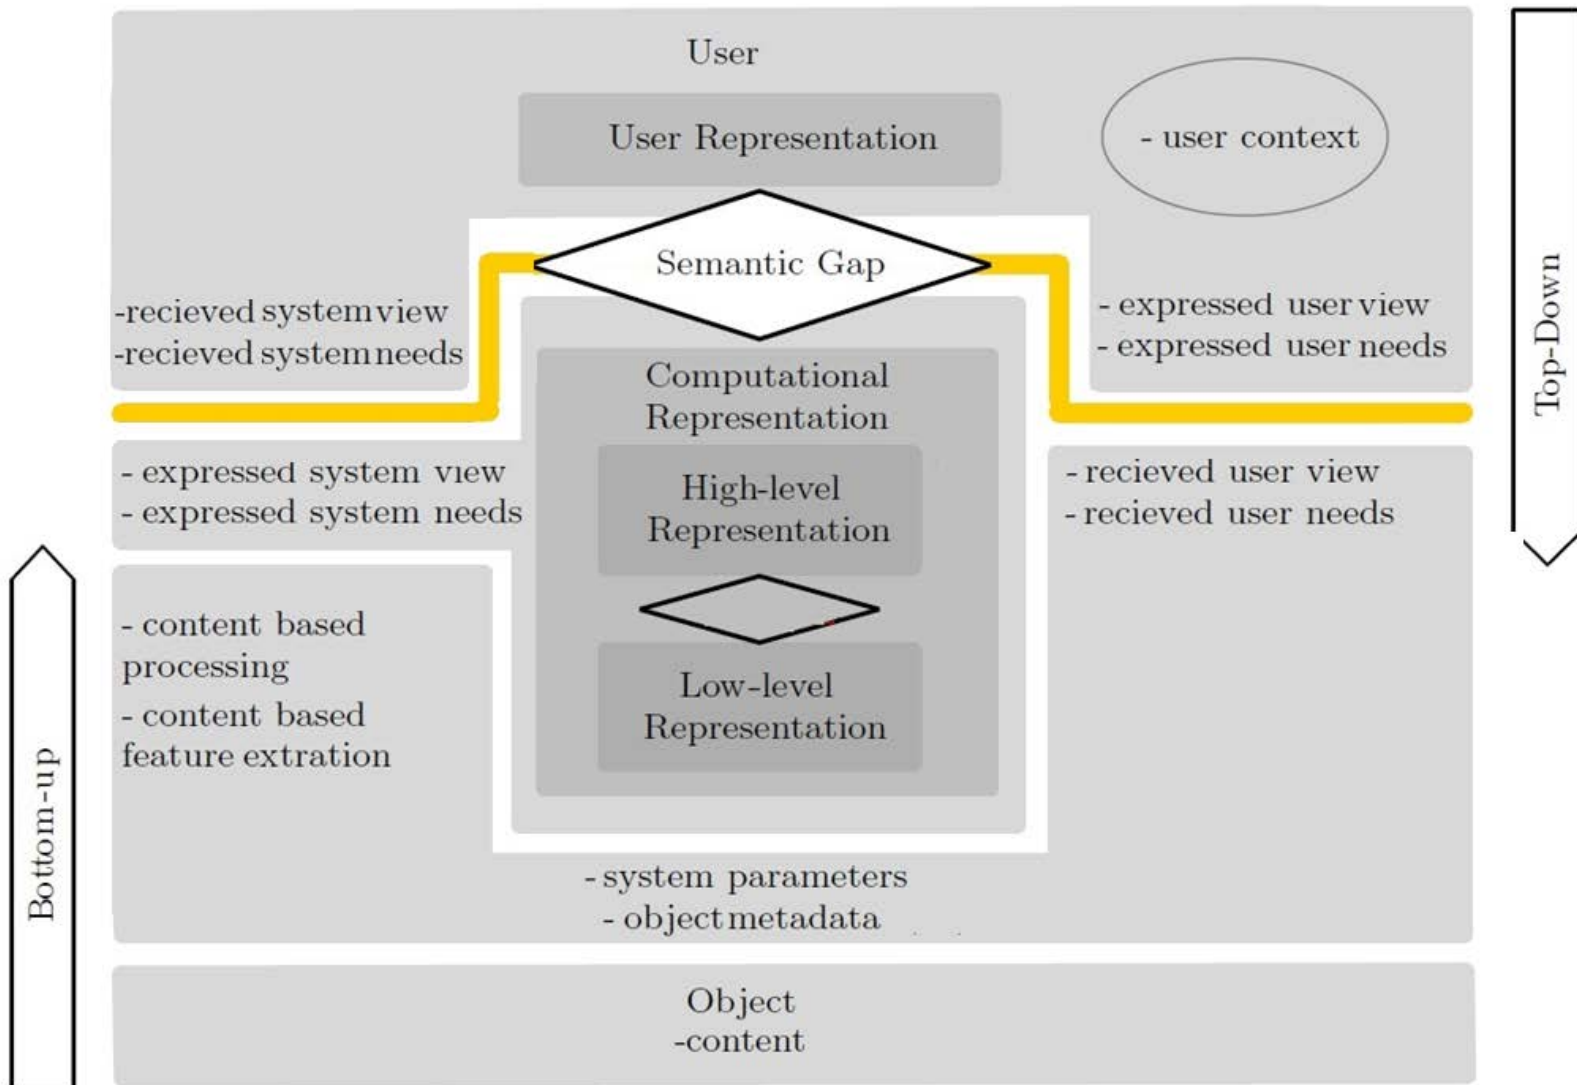 User
User Representation
- user context
Semantic Gap
-recieved system view
-recieved system needs
- expressed user view
- expressed user needs
Top-Down
Computational
Representation
- expressed system view
- expressed system needs
High-level
Representation
- recieved user view
- recieved user needs
- content based
processing
- content based
feature extration
Low-level
Representation
Bottom-up
- system parameters
- object metadata
Object
-content